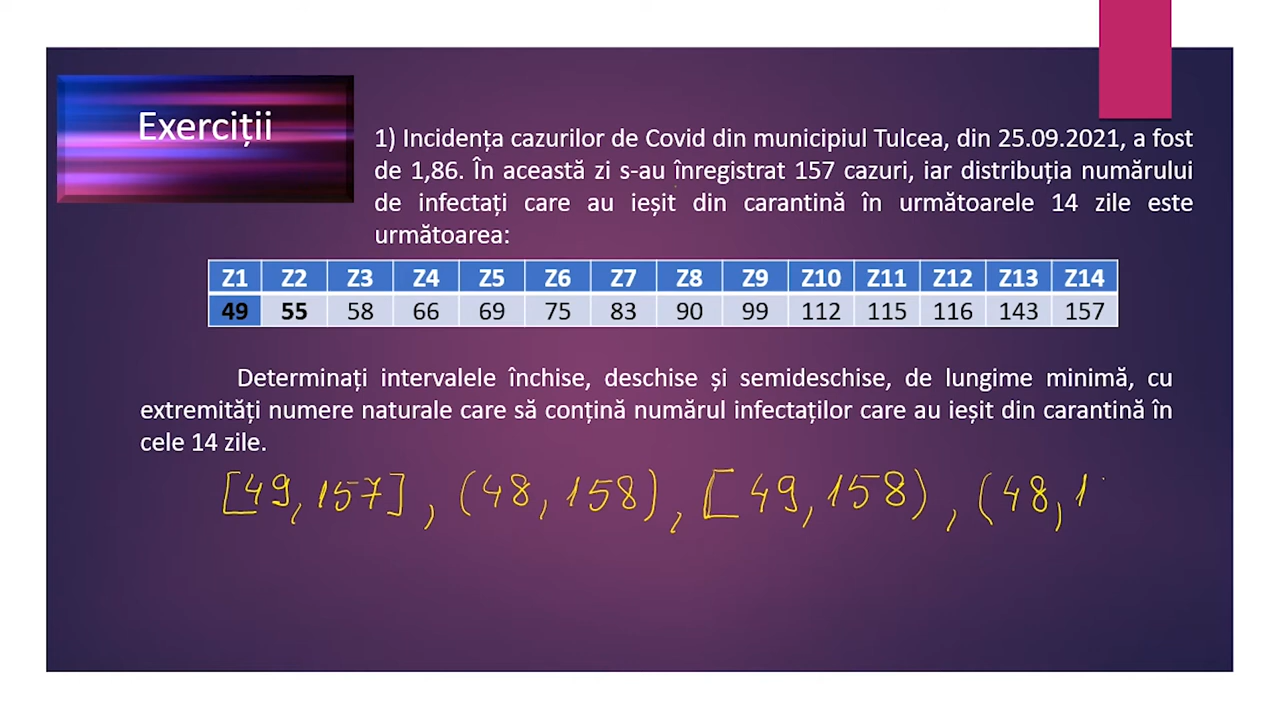 Exerciții
1) Incidența cazurilor de Covid din municipiul Tulcea, din 25.09.2021, a fost
de 1,86. În această zi s-au înregistrat 157 cazuri, iar distribuția numărului
de infectați care au ieșit din carantină în următoarele 14 zile este
următoarea:
Z1 Z2 Z3 Z4 Z5 Z6 Z7 Z8 Z9 Z10 Z11 Z12 Z13 Z14
49 55 58 66 69 75 83 90 99 112 115 116 143 157
Determinați intervalele închise, deschise și semideschise, de lungime minimă, cu
extremități numere naturale care să conțină numărul infectaților care au ieșit din carantină în
cele 14 zile.
[49,157], (48,158), [49,158), (48,1